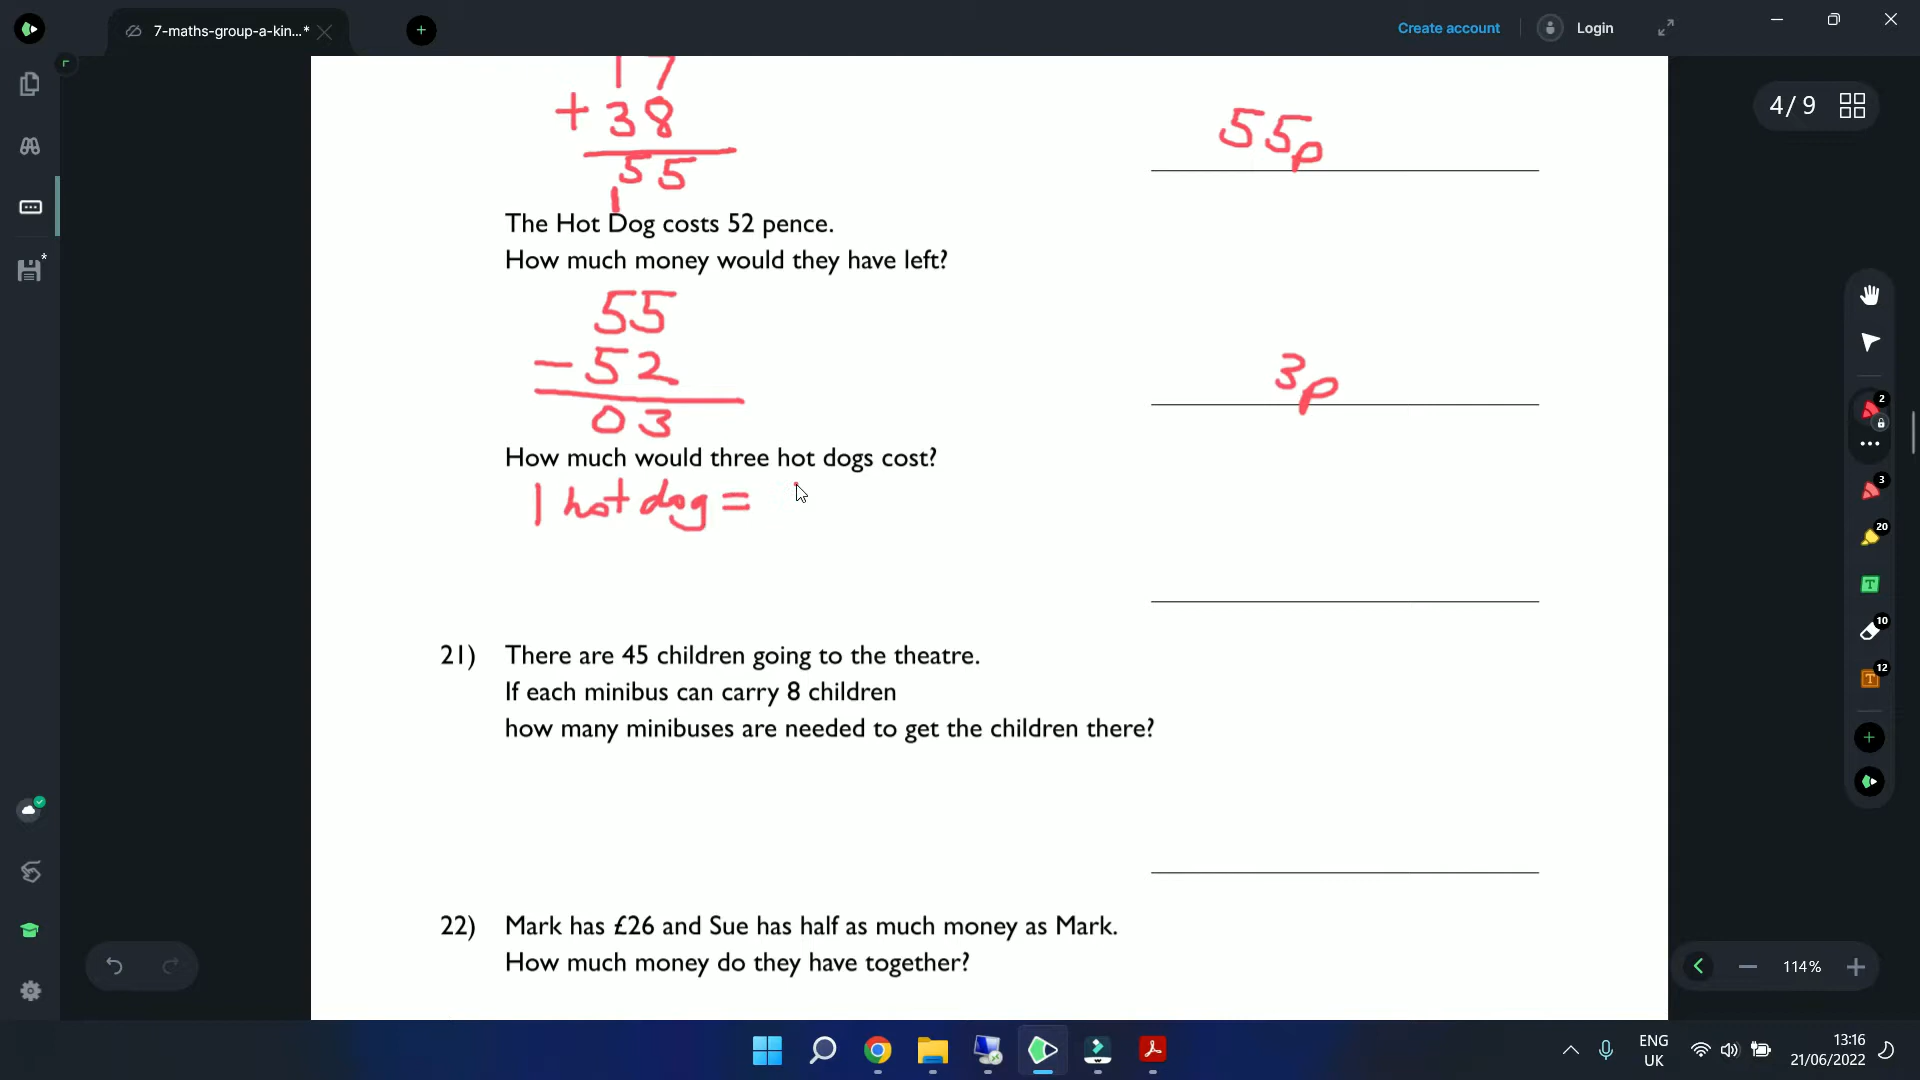 7-maths-group-a-kin...*
Create account
Login
4/9
17
+ 38
55
1
55p
The Hot Dog costs 52 pence.
How much money would they have left?
55
- 52
03
3p
How much would three hot dogs cost?
1 hot dog =
21) There are 45 children going to the theatre.
If each minibus can carry 8 children
how many minibuses are needed to get the children there?
22) Mark has £26 and Sue has half as much money as Mark.
How much money do they have together?
2
3
20
T
10
12
T
114%
ENG
UK
13:16
21/06/2022